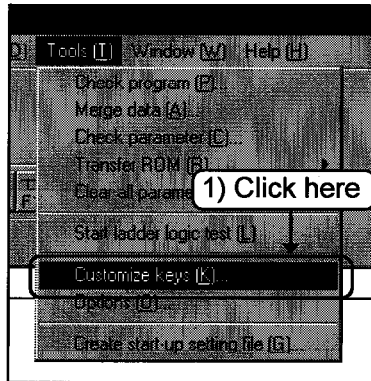 Tools (T) Window (W) Help (H)
Check program (P)...
Merge data (A)...
Check parameter (C)...
Transfer ROM (R)
Clear all parame
1) Click here
Start ladder logic test (L)
Customize keys (K)...
Options (O)...
Create start-up setting file (G)...